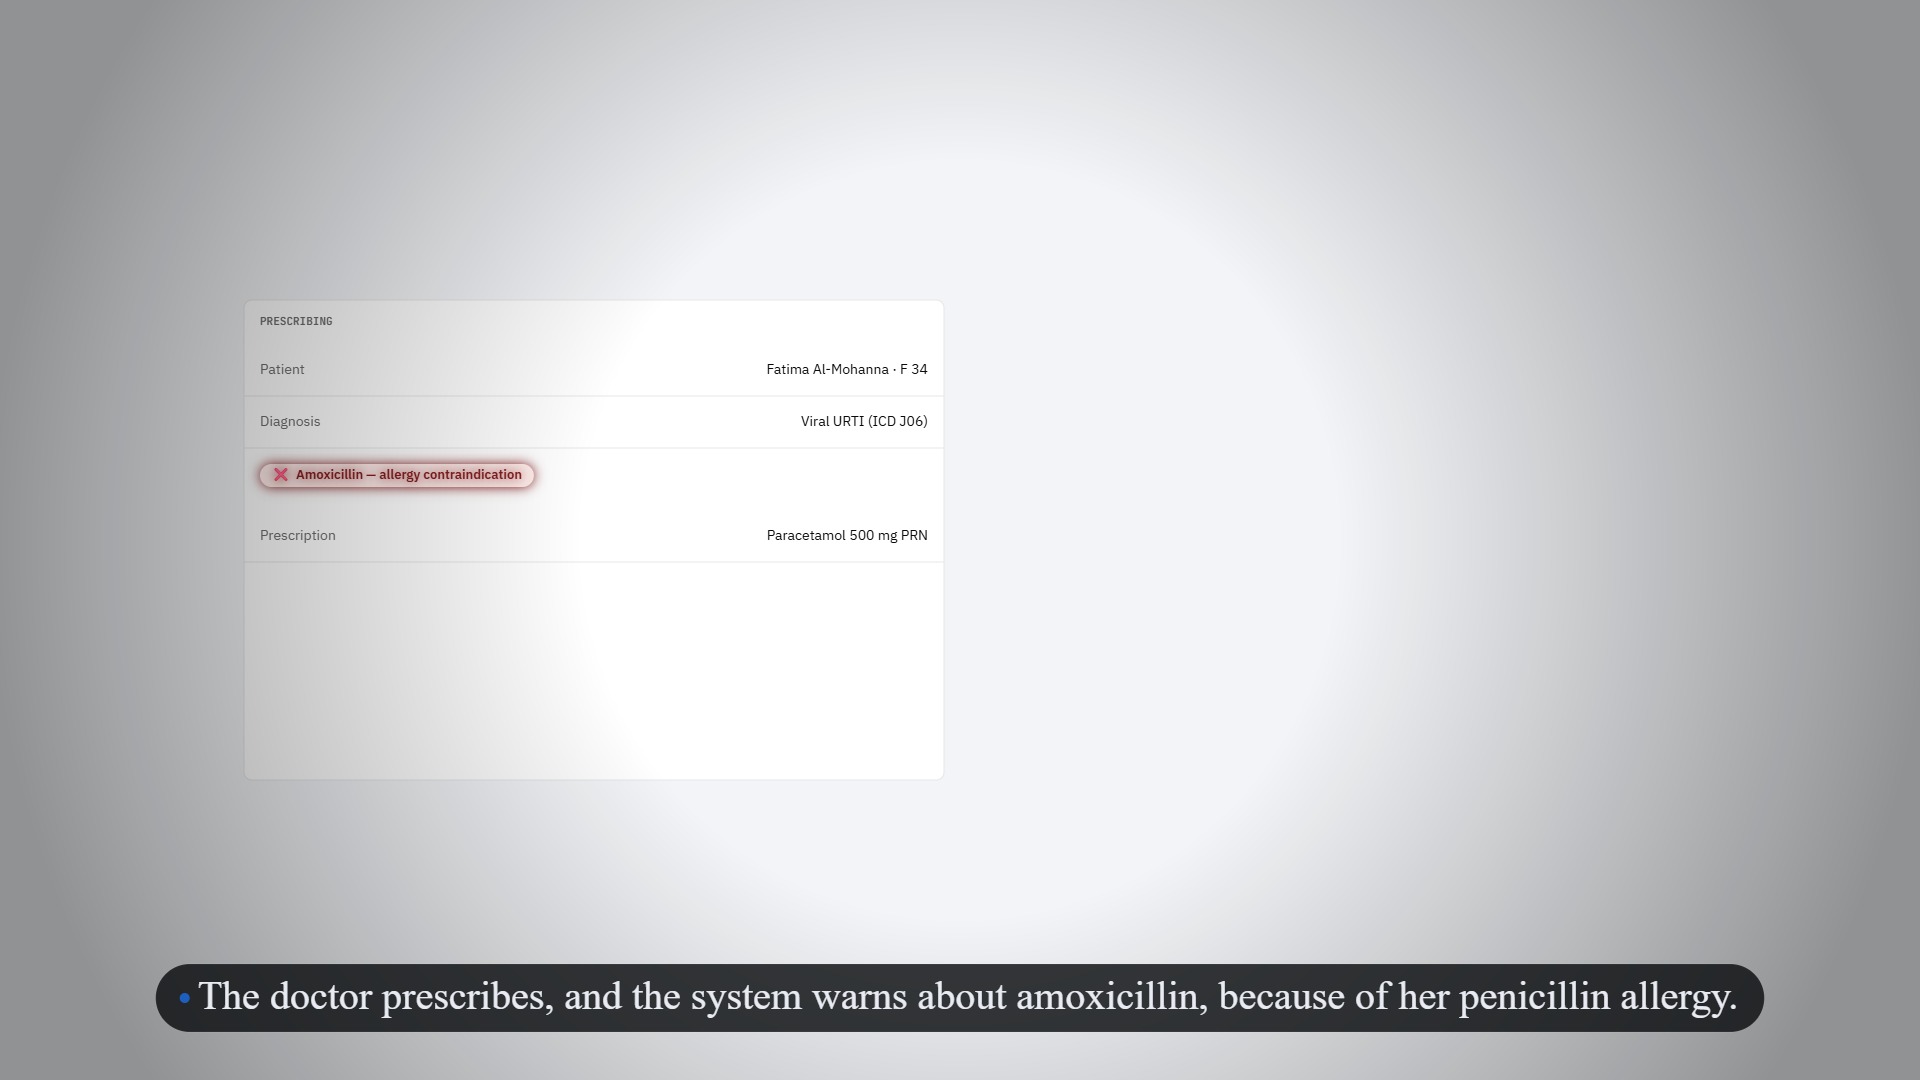 PRESCRIBING
Patient Fatima Al-Mohanna · F 34
Diagnosis Viral URTI (ICD J06)
❌ Amoxicillin — allergy contraindication
Prescription Paracetamol 500 mg PRN
• The doctor prescribes, and the system warns about amoxicillin, because of her penicillin allergy.